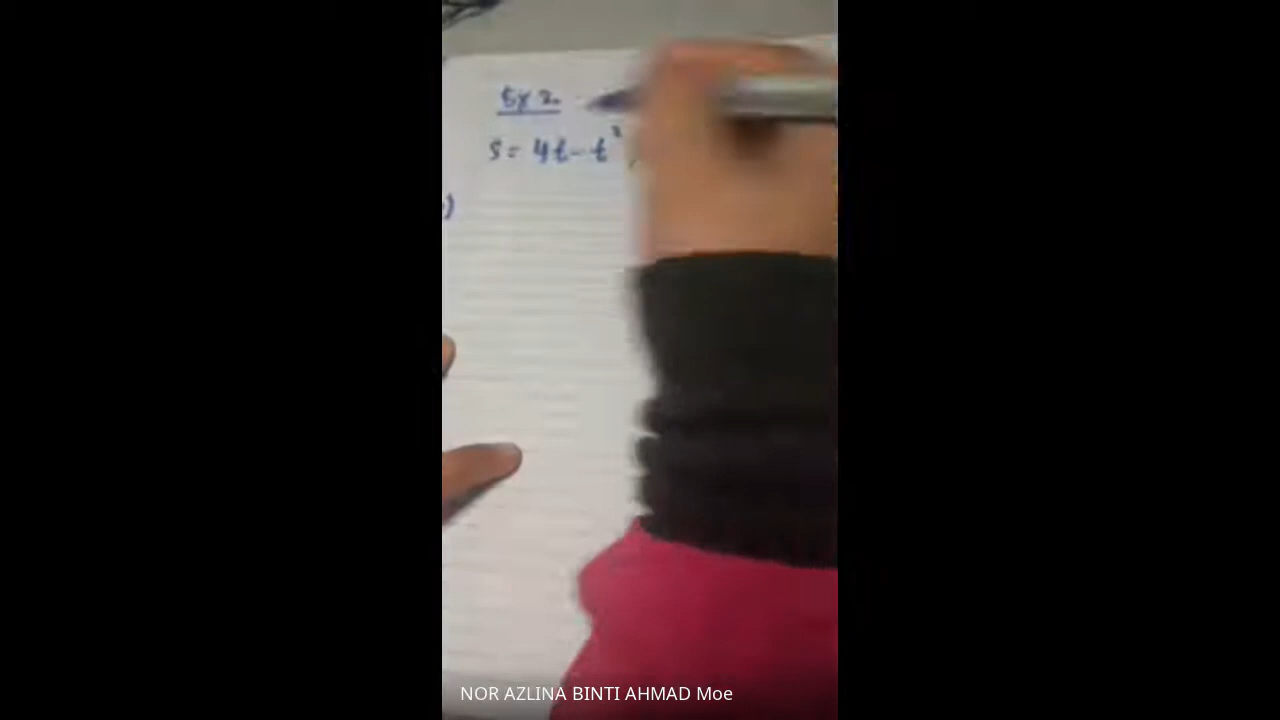 Ex 2.
s = 4t - t²,
)
NOR AZLINA BINTI AHMAD Moe